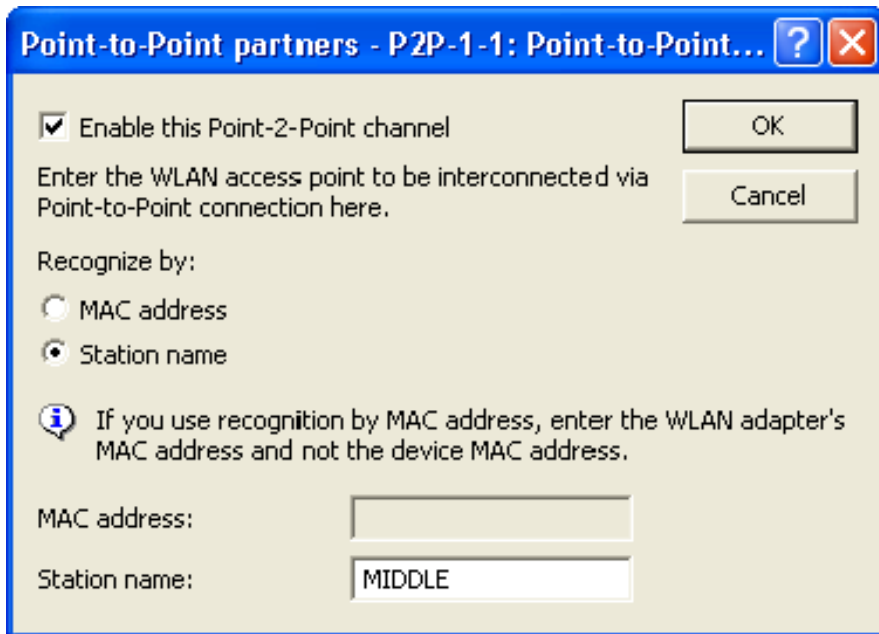 Point-to-Point partners - P2P-1-1: Point-to-Point...
Enable this Point-2-Point channel
OK
Enter the WLAN access point to be interconnected via
Point-to-Point connection here.
Cancel
Recognize by:
MAC address
Station name
If you use recognition by MAC address, enter the WLAN adapter's
MAC address and not the device MAC address.
MAC address:
Station name:
MIDDLE